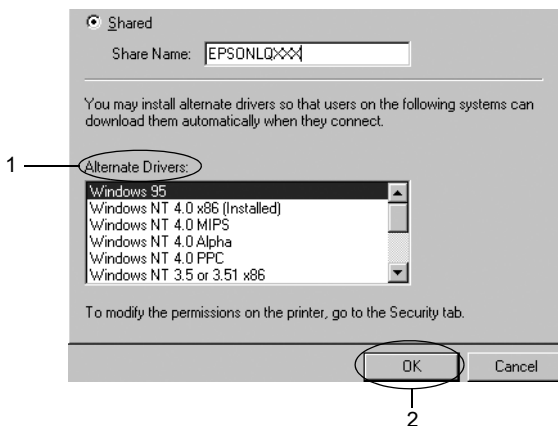 Shared
Share Name: EPSONLQXXX
You may install alternate drivers so that users on the following systems can
download them automatically when they connect.
1
Alternate Drivers:
Windows 95
Windows NT 4.0 x86 (Installed)
Windows NT 4.0 MIPS
Windows NT 4.0 Alpha
Windows NT 4.0 PPC
Windows NT 3.5 or 3.51 x86
To modify the permissions on the printer, go to the Security tab.
OK Cancel
2